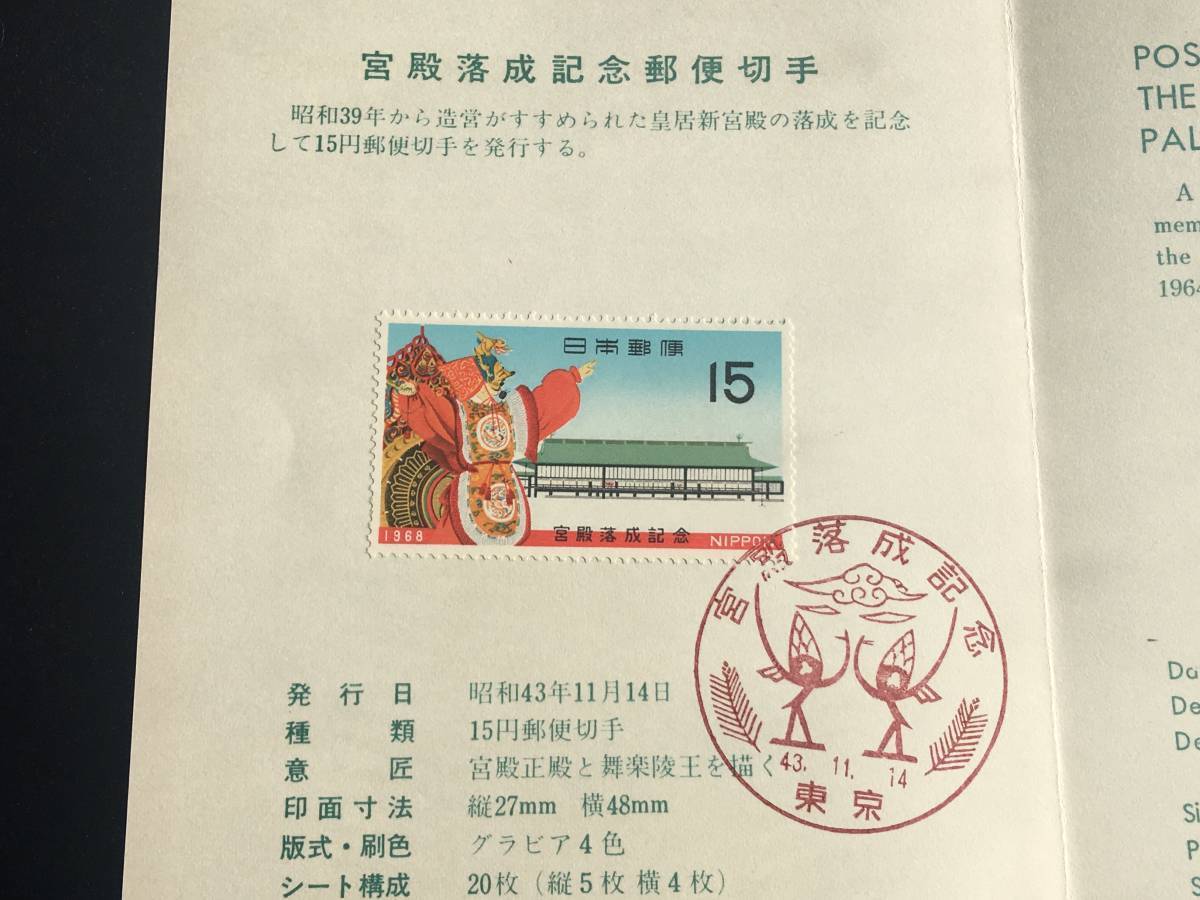 宮殿落成記念郵便切手
昭和39年から造営がすすめられた皇居新宮殿の落成を記念
して15円郵便切手を発行する。
日本郵便
15
1968
宮殿落成記念
NIPPON
宮殿落成記念
43. 11. 14
東京
発行日 昭和43年11月14日
種類 15円郵便切手
意匠 宮殿正殿と舞楽陵王を描く
印面寸法 縦27mm 横48mm
版式・刷色 グラビア4色
シート構成 20枚(縦5枚 横4枚)
POS
THE
PAL
A
mem
the
1964
Da
De
De
Si
P
S